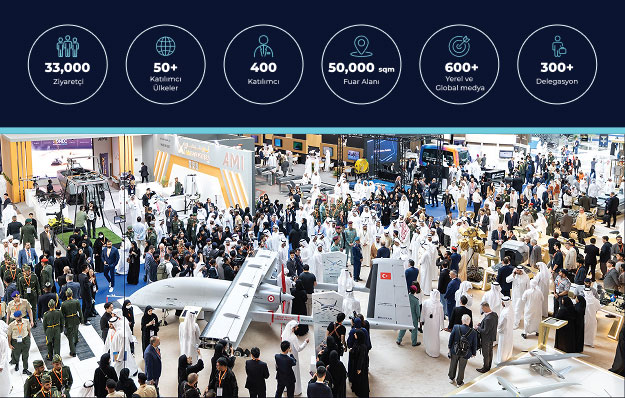 33,000
Ziyaretçi
50+
Katılımcı
Ülkeler
400
Katılımcı
50,000 sqm
Fuar Alanı
600+
Yerel ve
Global medya
300+
Delegasyon